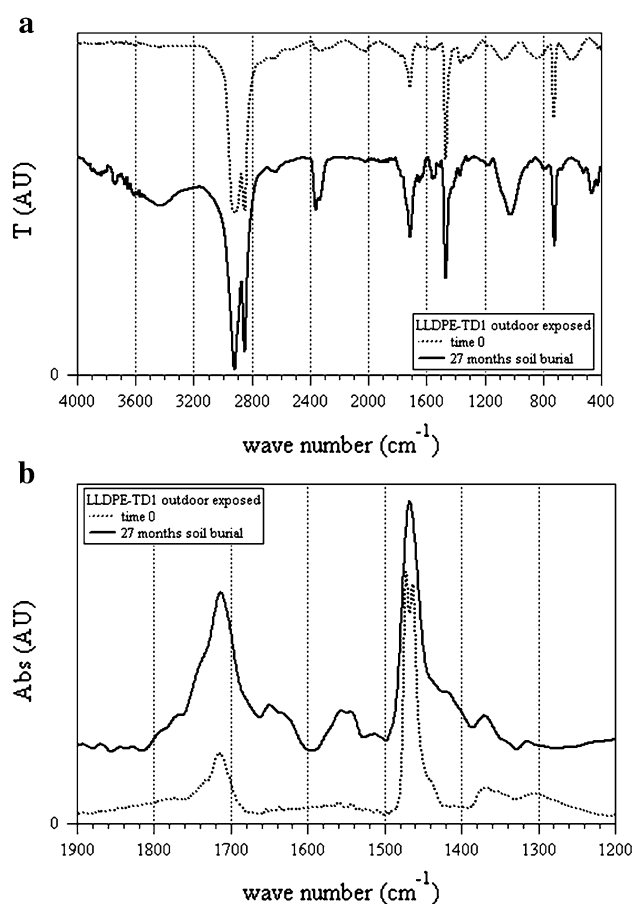 a
T (AU)
0
LLDPE-TD1 outdoor exposed
time 0
27 months soil burial
4000 3600 3200 2800 2400 2000 1600 1200 800 400
wave number (cm-1)
b
LLDPE-TD1 outdoor exposed
time 0
27 months soil burial
Abs (AU)
0
1900 1800 1700 1600 1500 1400 1300 1200
wave number (cm-1)